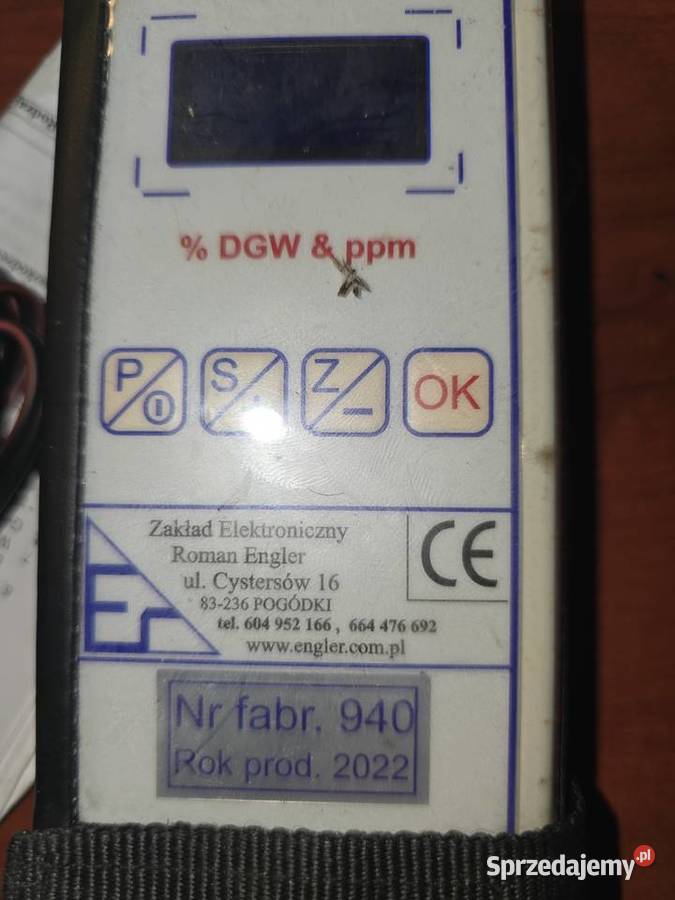 % DGW & ppm
P
S
Z
OK
Zakład Elektroniczny
Roman Engler
ul. Cystersów 16
83-236 POGÓDKI
tel. 604 952 166 , 664 476 692
www.engler.com.pl
CE
Nr fabr. 940
Rok prod. 2022
Sprzedajemy.pl